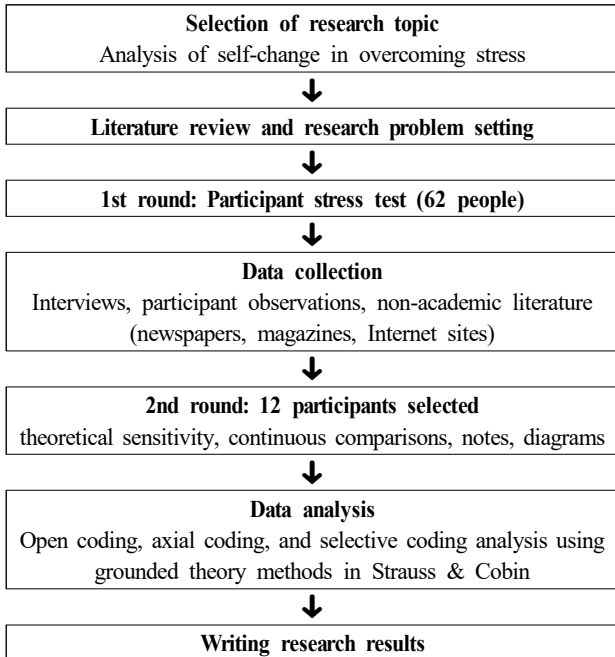 Selection of research topic
Analysis of self-change in overcoming stress
Literature review and research problem setting
1st round: Participant stress test (62 people)
Data collection
Interviews, participant observations, non-academic literature
(newspapers, magazines, Internet sites)
2nd round: 12 participants selected
theoretical sensitivity, continuous comparisons, notes, diagrams
Data analysis
Open coding, axial coding, and selective coding analysis using
grounded theory methods in Strauss & Cobin
Writing research results